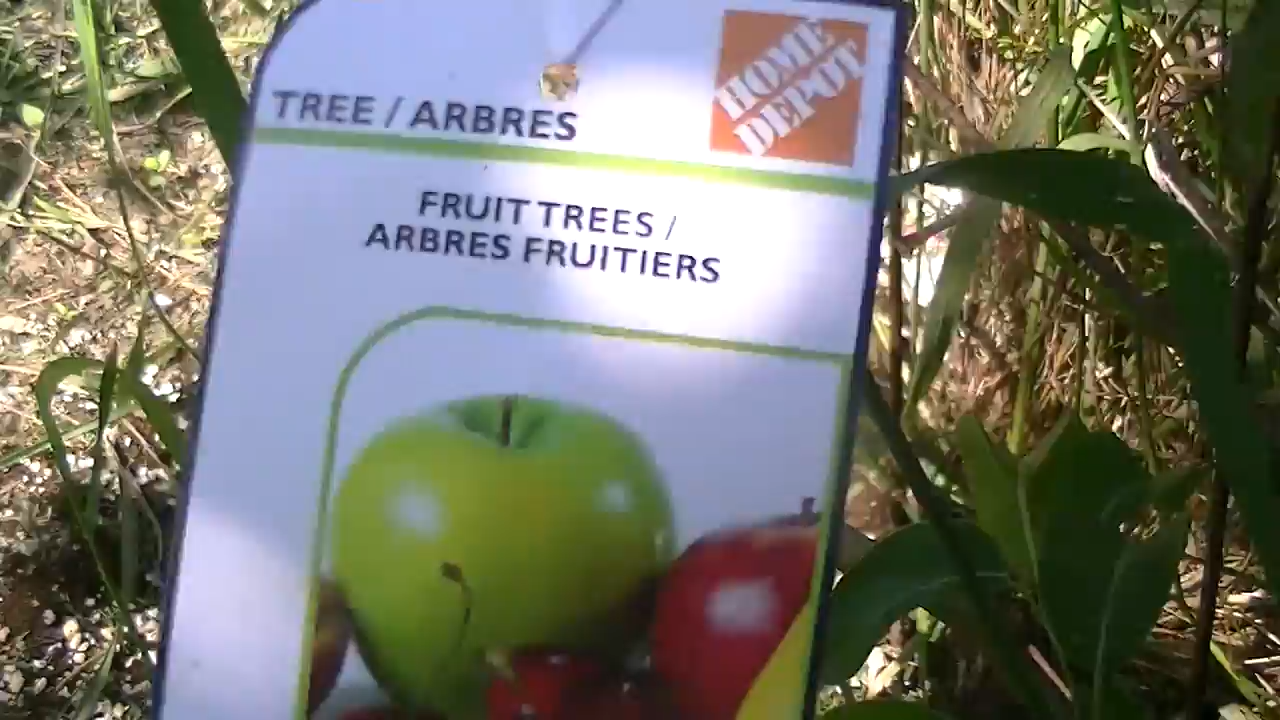 HOME
DEPOT
TREE / ARBRES
FRUIT TREES /
ARBRES FRUITIERS